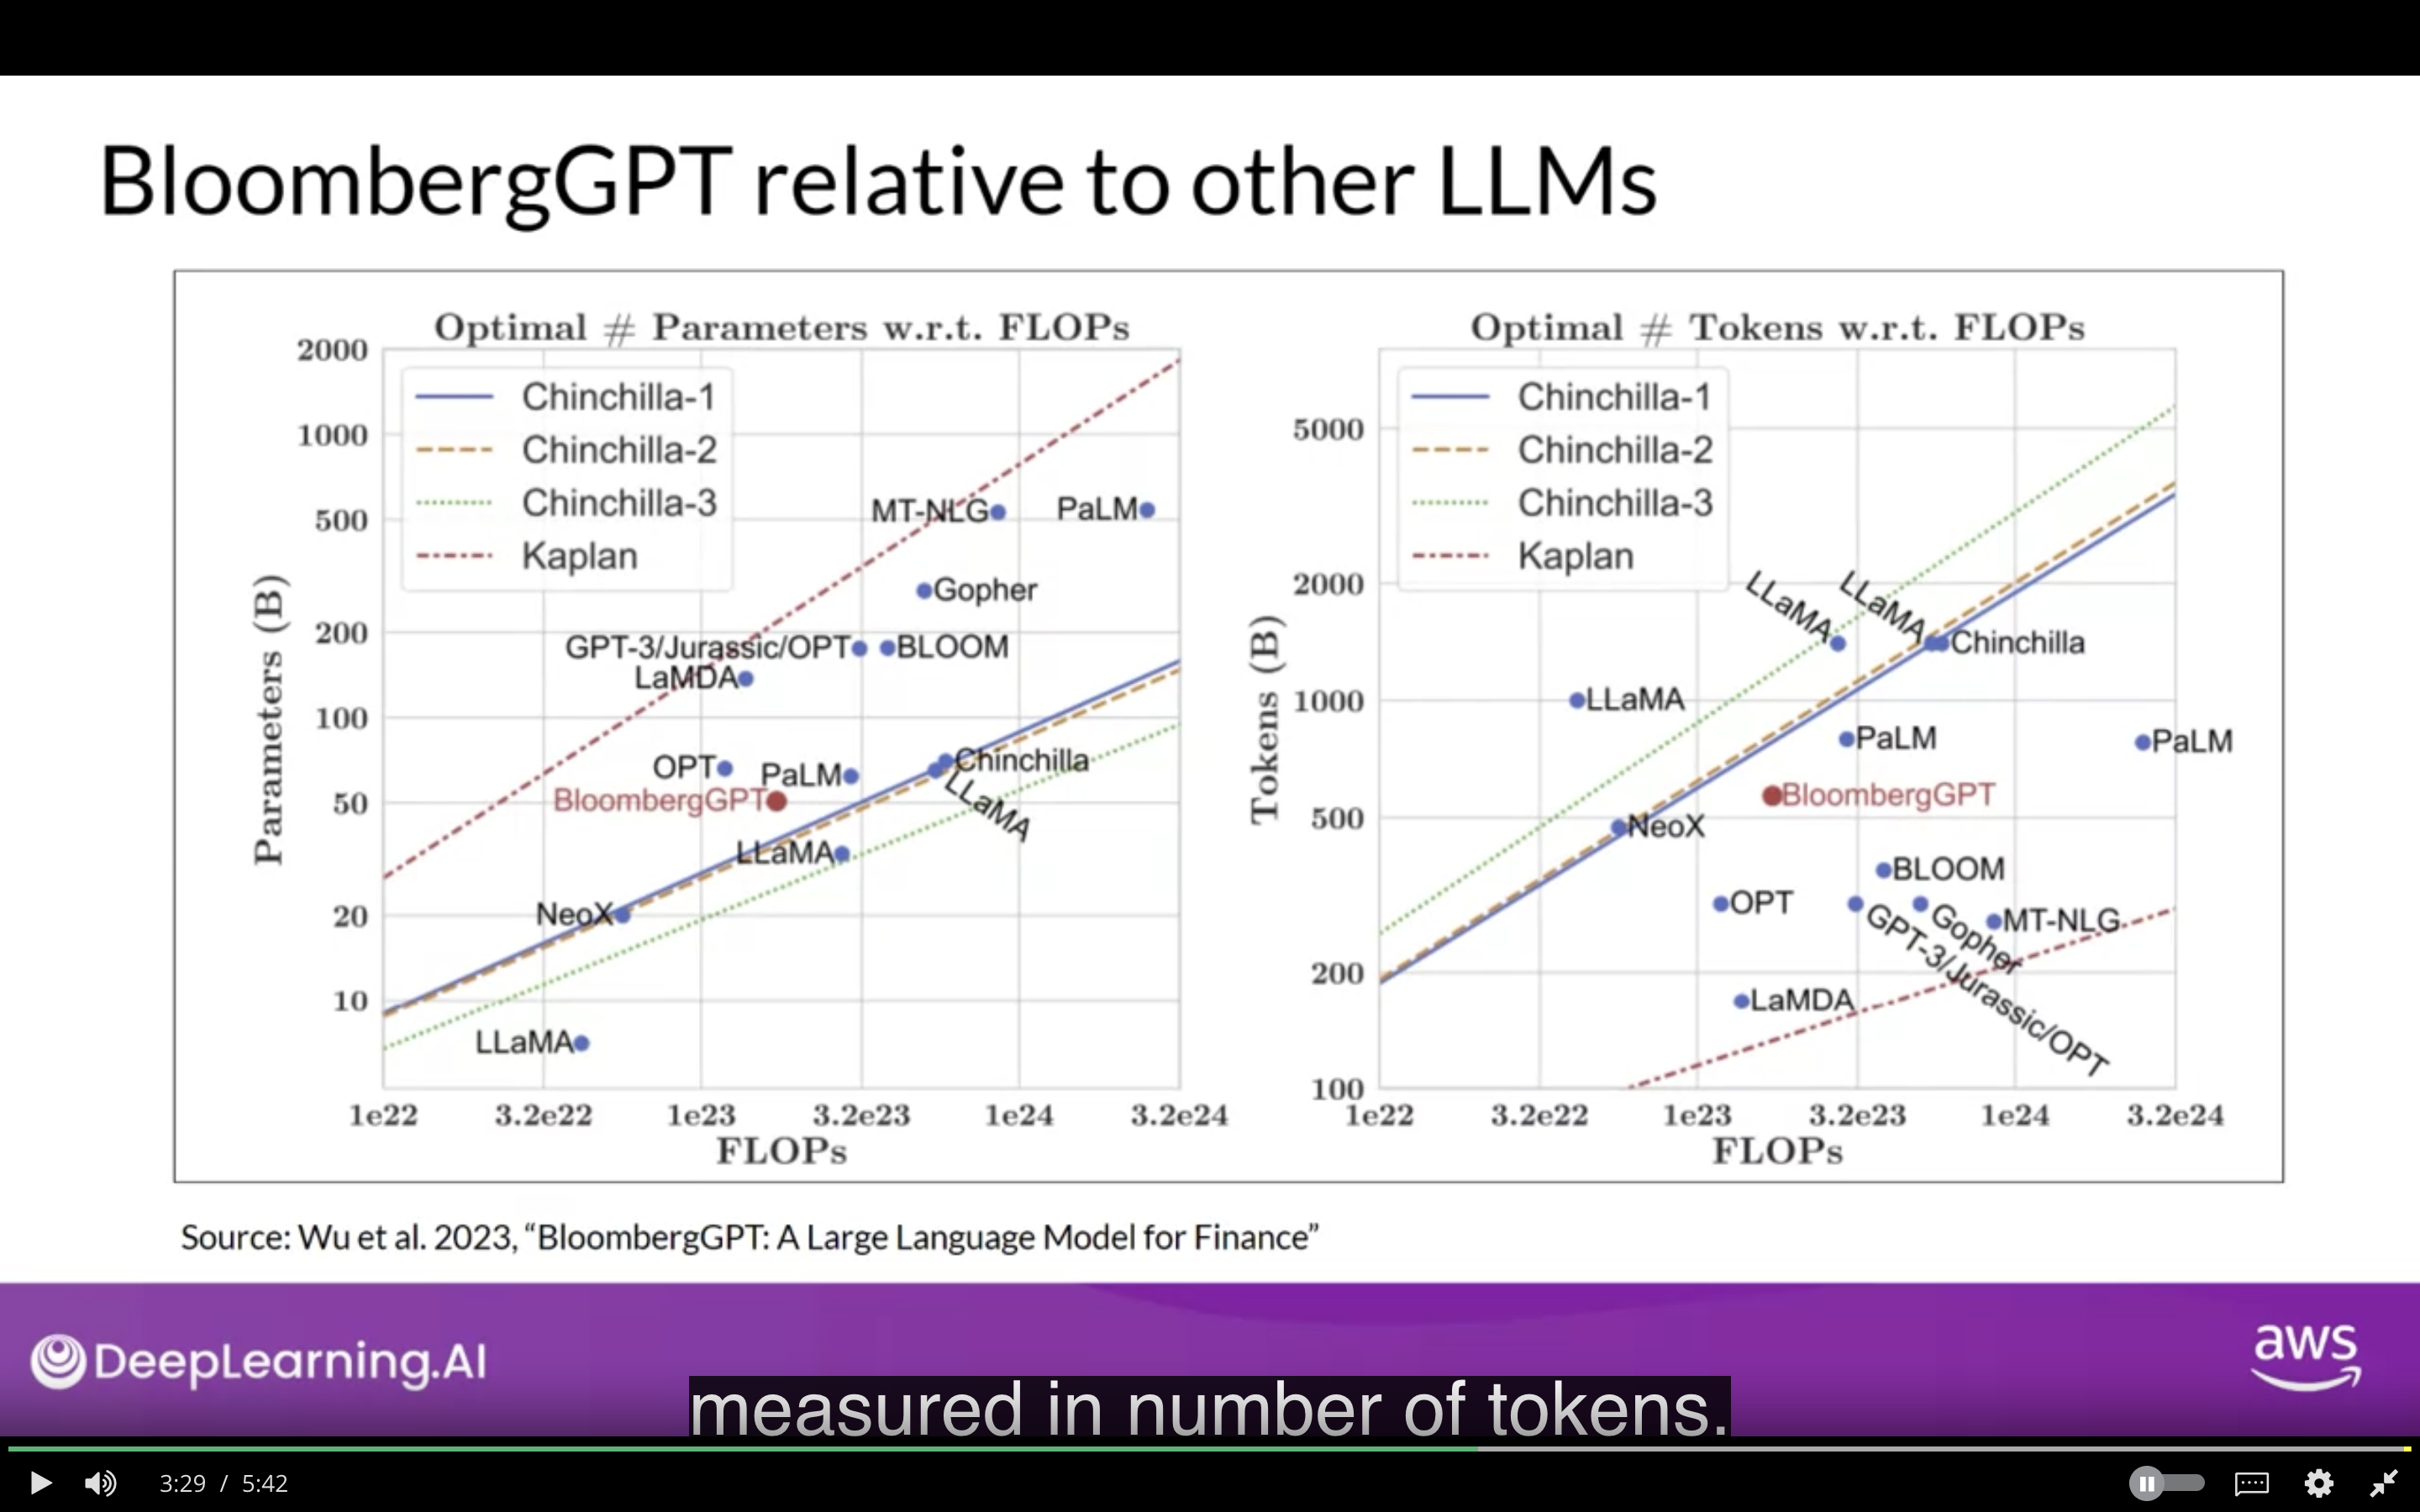 BloombergGPT relative to other LLMs
Optimal # Parameters w.r.t. FLOPs
Parameters (B)
2000
1000
500
200
100
50
20
10
Chinchilla-1
Chinchilla-2
Chinchilla-3
Kaplan
MT-NLG
PaLM
Gopher
GPT-3/Jurassic/OPT
BLOOM
LaMDA
OPT
PaLM
Chinchilla
BloombergGPT
LLaMA
LLaMA
NeoX
LLaMA
1e22 3.2e22 1e23 3.2e23 1e24 3.2e24
FLOPs
Optimal # Tokens w.r.t. FLOPs
Tokens (B)
5000
2000
1000
500
200
100
Chinchilla-1
Chinchilla-2
Chinchilla-3
Kaplan
LLaMA
LLaMA
Chinchilla
LLaMA
PaLM
PaLM
BloombergGPT
NeoX
BLOOM
OPT
GPT-3/Jurassic/OPT
Gopher
MT-NLG
LaMDA
1e22 3.2e22 1e23 3.2e23 1e24 3.2e24
FLOPs
Source: Wu et al. 2023, “BloombergGPT: A Large Language Model for Finance”
DeepLearning.AI
aws
measured in number of tokens.
3:29 / 5:42